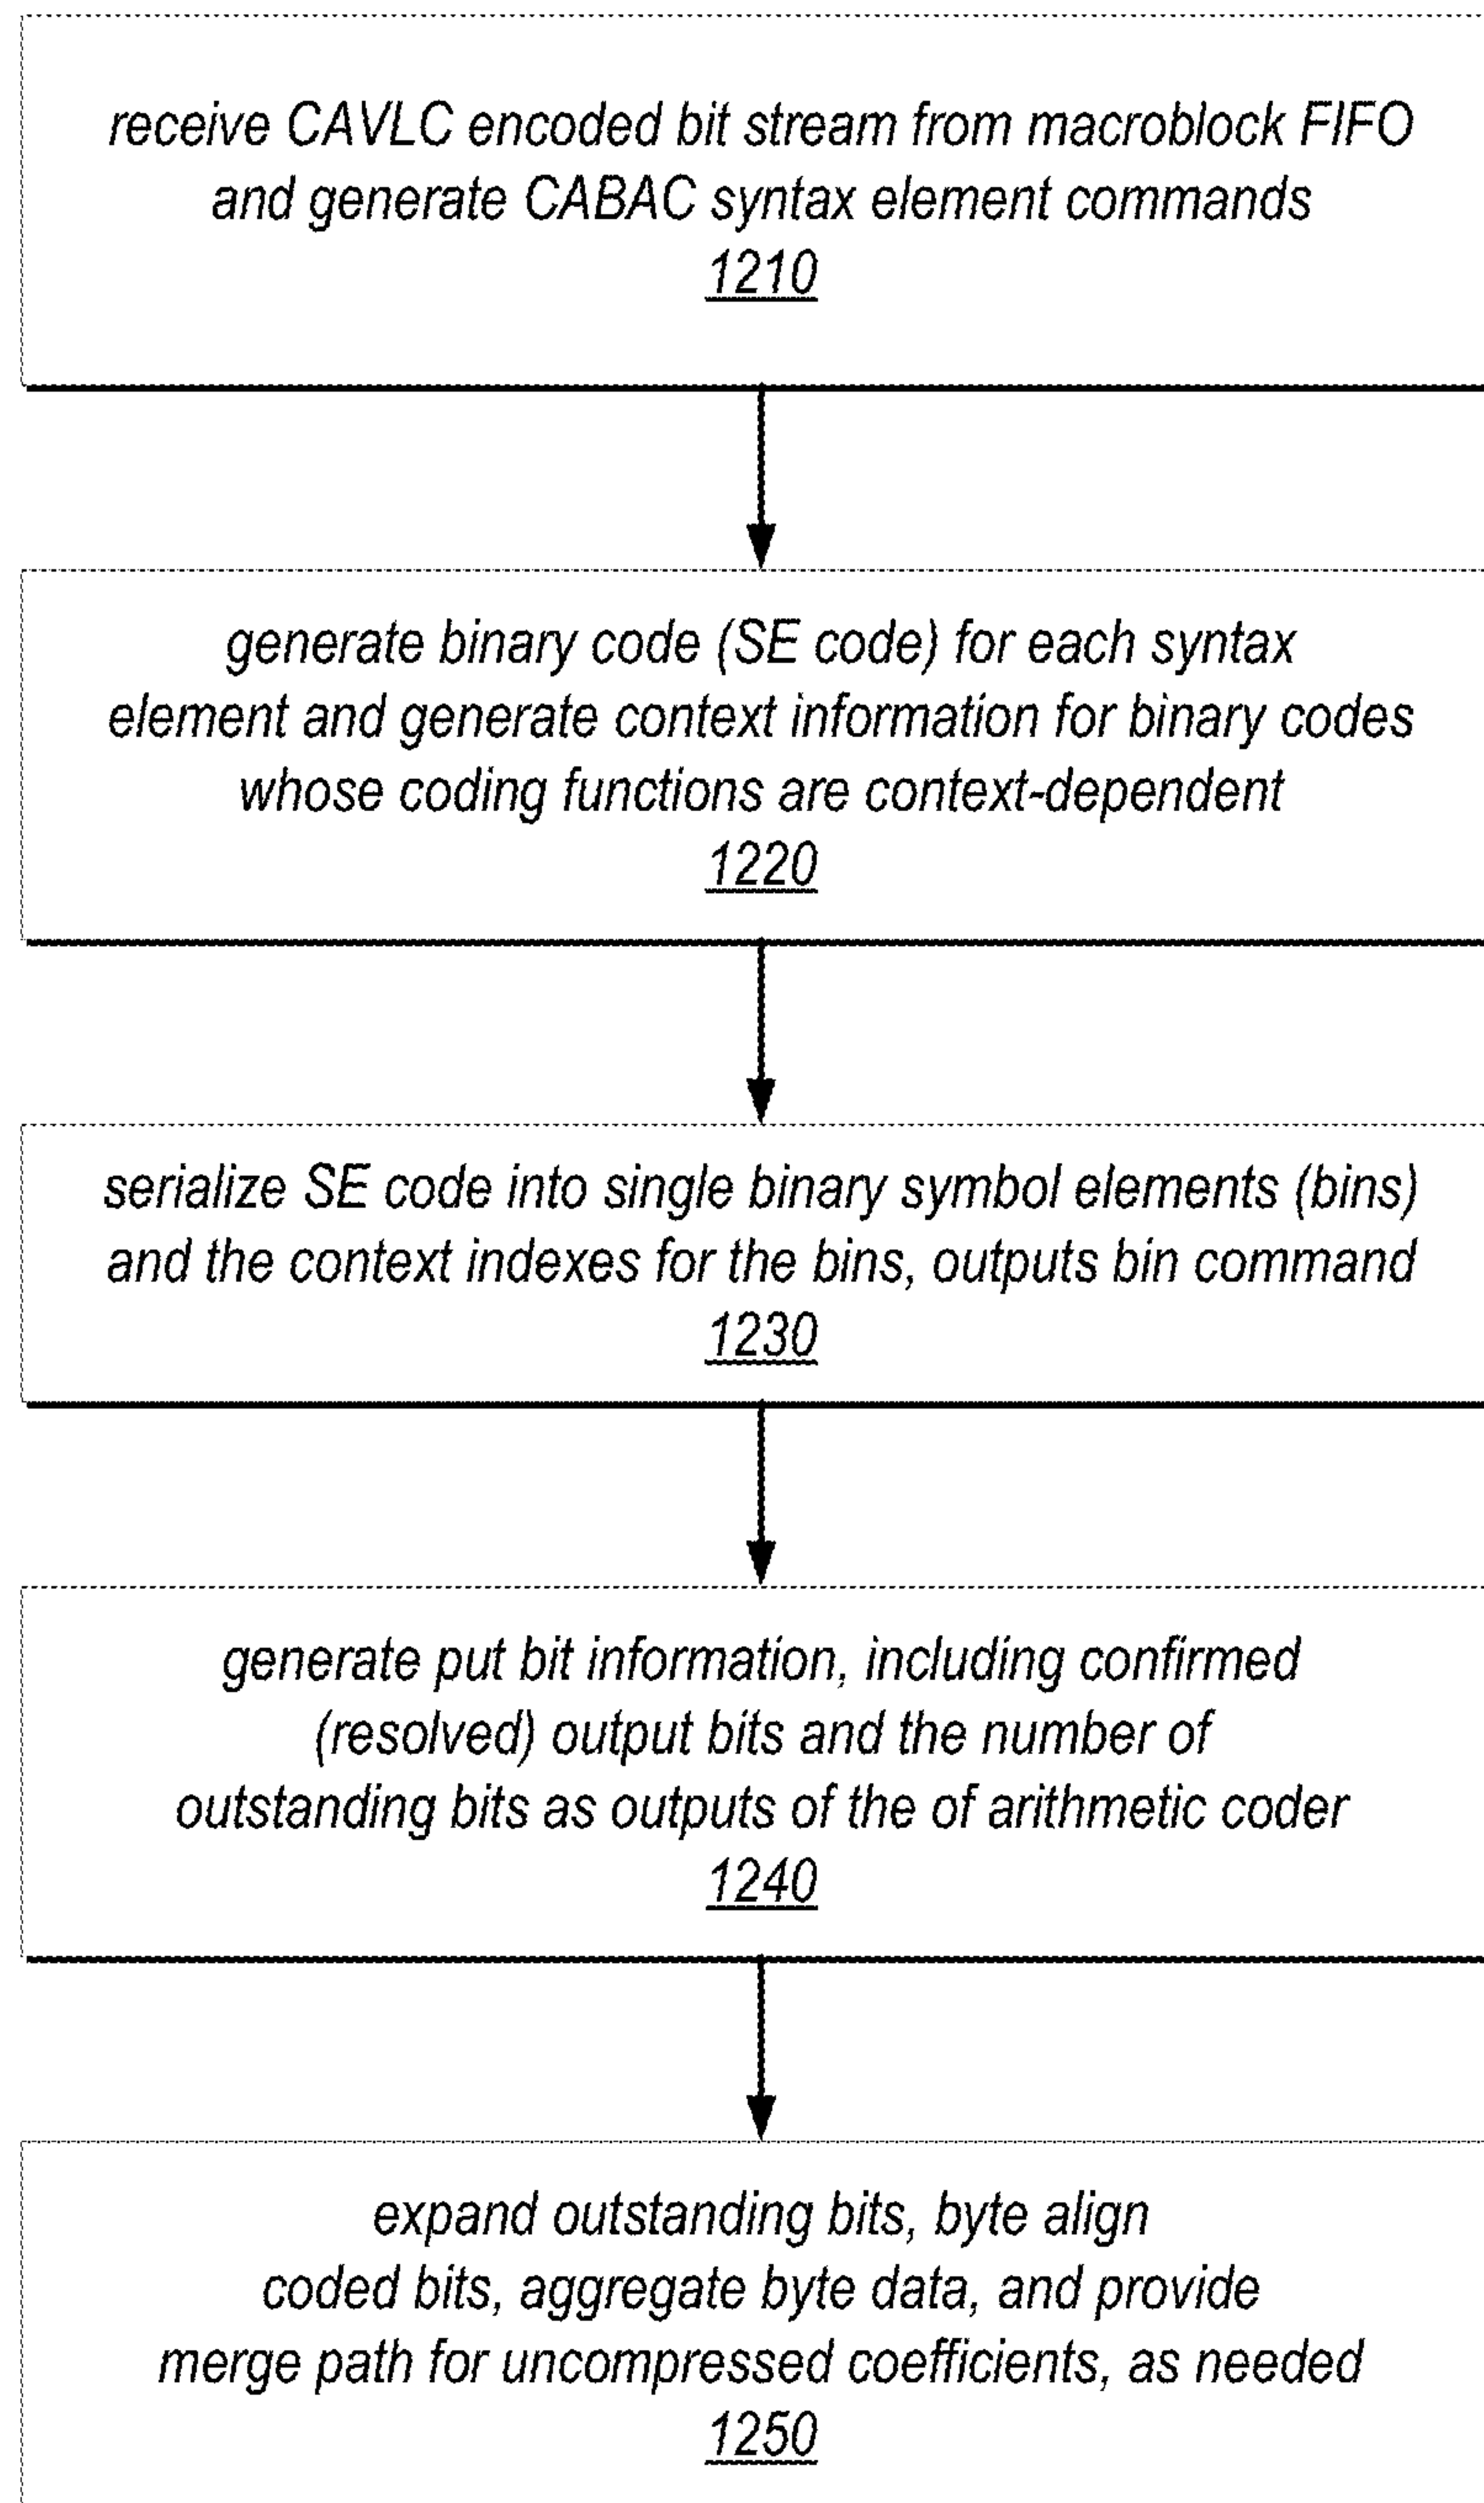 receive CAVLC encoded bit stream from macroblock FIFO
and generate CABAC syntax element commands
1210
generate binary code (SE code) for each syntax
element and generate context information for binary codes
whose coding functions are context-dependent
1220
serialize SE code into single binary symbol elements (bins)
and the context indexes for the bins, outputs bin command
1230
generate put bit information, including confirmed
(resolved) output bits and the number of
outstanding bits as outputs of the of arithmetic coder
1240
expand outstanding bits, byte align
coded bits, aggregate byte data, and provide
merge path for uncompressed coefficients, as needed
1250